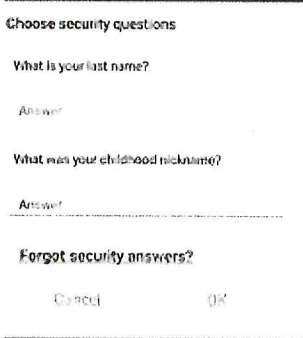 Choose security questions
What is your last name?
Answer
What was your childhood nickname?
Answer
Forgot security answers?
Cancel OK